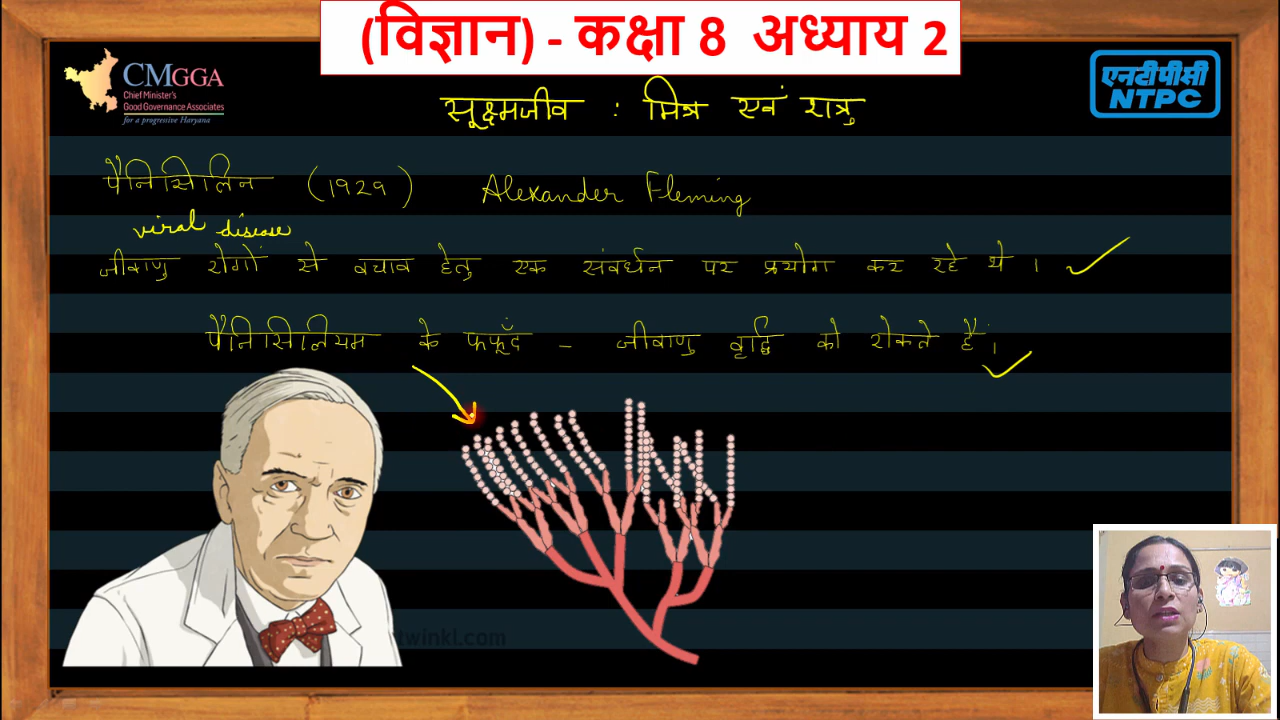 (विज्ञान) - कक्षा 8 अध्याय 2
CMGGA
Chief Minister's
Good Governance Associates
for a progressive Haryana
एनटीपीसी
NTPC
सूक्ष्मजीव : मित्र एवं शत्रु
पैनिसिलिन (1929) Alexander Fleming
viral disease
जीवाणु रोगों से बचाव हेतु एक संवर्धन पर प्रयोग कर रहे थे ।
पैनिसिलियम के फफूँद - जीवाणु वृद्धि को रोकते हैं।
twinkl.com